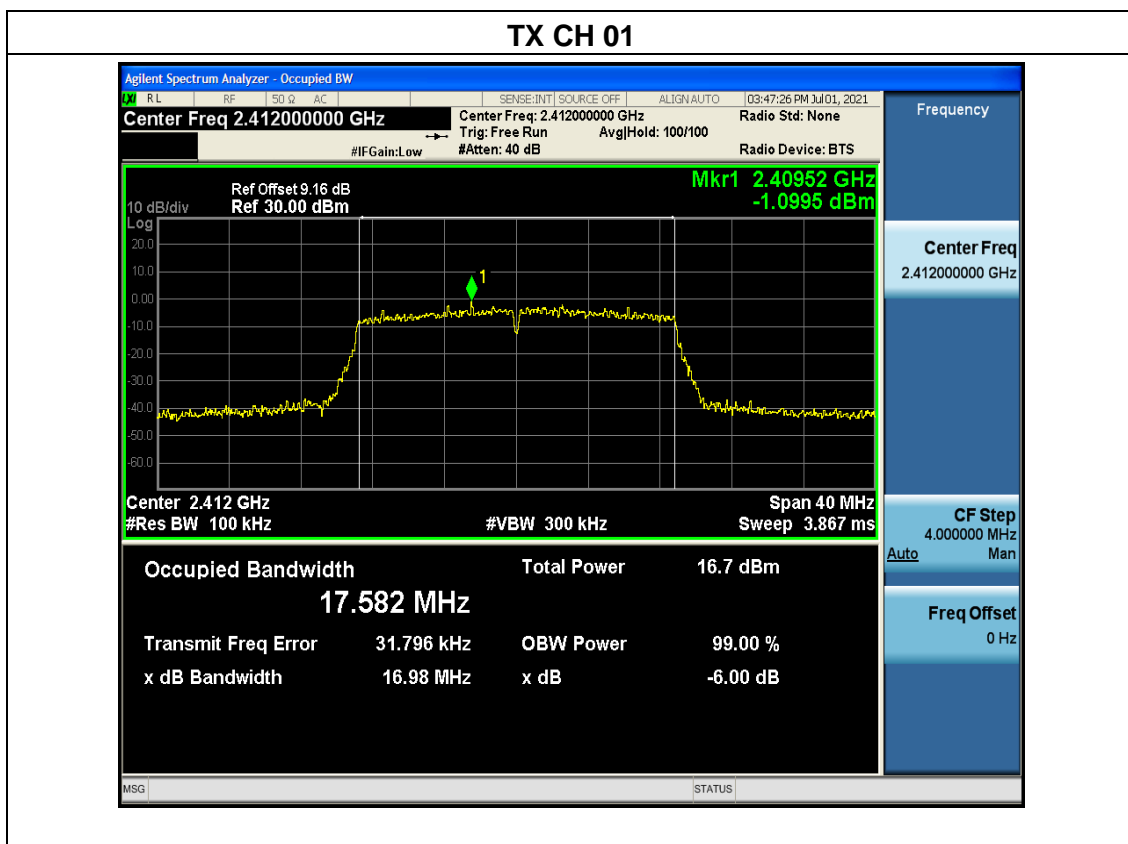 TX CH 01
Agilent Spectrum Analyzer - Occupied BW
LXI RL RF 50 Ω AC SENSE:INT SOURCE OFF ALIGN AUTO 03:47:26 PM Jul 01, 2021
Center Freq 2.412000000 GHz
Center Freq: 2.412000000 GHz Radio Std: None
Trig: Free Run Avg|Hold: 100/100
#IFGain:Low #Atten: 40 dB Radio Device: BTS
Frequency
Mkr1 2.40952 GHz
-1.0995 dBm
Ref Offset 9.16 dB
10 dB/div Ref 30.00 dBm
Log
20.0
10.0
0.00
-10.0
-20.0
-30.0
-40.0
-50.0
-60.0
1
Center 2.412 GHz Span 40 MHz
#Res BW 100 kHz #VBW 300 kHz Sweep 3.867 ms
Center Freq
2.412000000 GHz
CF Step
4.000000 MHz
Auto Man
Freq Offset
0 Hz
Occupied Bandwidth Total Power 16.7 dBm
17.582 MHz
Transmit Freq Error 31.796 kHz OBW Power 99.00 %
x dB Bandwidth 16.98 MHz x dB -6.00 dB
MSG STATUS